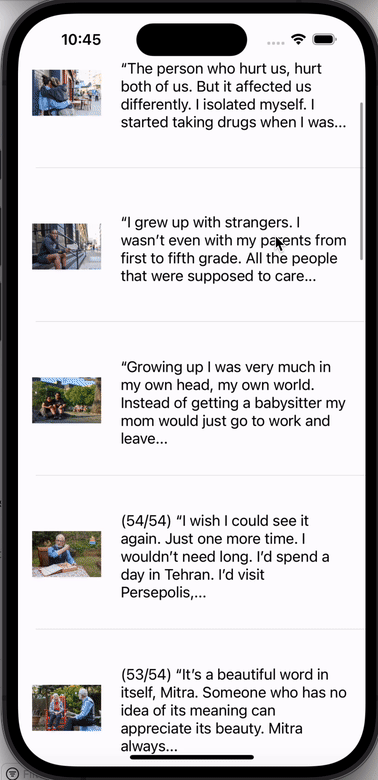 10:45
“The person who hurt us, hurt
both of us. But it affected us
differently. I isolated myself. I
started taking drugs when I was...
“I grew up with strangers. I
wasn’t even with my parents from
first to fifth grade. All the people
that were supposed to care...
“Growing up I was very much in
my own head, my own world.
Instead of getting a babysitter my
mom would just go to work and
leave...
(54/54) “I wish I could see it
again. Just one more time. I
wouldn’t need long. I’d spend a
day in Tehran. I’d visit
Persepolis,...
(53/54) “It’s a beautiful word in
itself, Mitra. Someone who has no
idea of its meaning can
appreciate its beauty. Mitra
always...